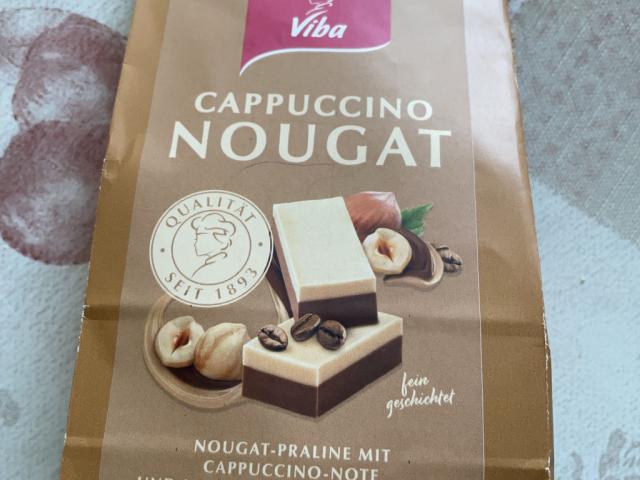 Viba
CAPPUCCINO
NOUGAT
QUALITÄT
SEIT 1893
fein
geschichtet
NOUGAT-PRALINE MIT
CAPPUCCINO-NOTE